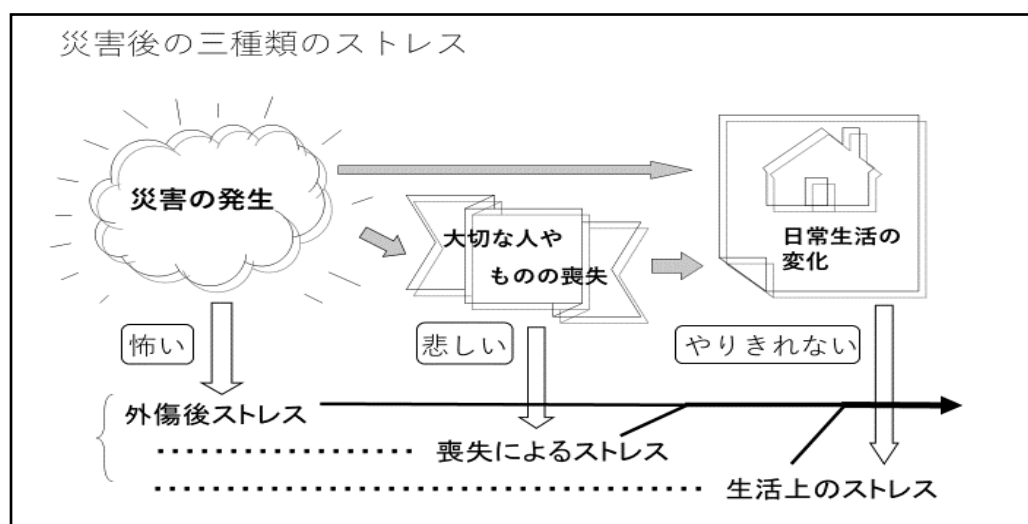 災害後の三種類のストレス
災害の発生
大切な人や
ものの喪失
日常生活の
変化
怖い
悲しい
やりきれない
外傷後ストレス
喪失によるストレス
生活上のストレス